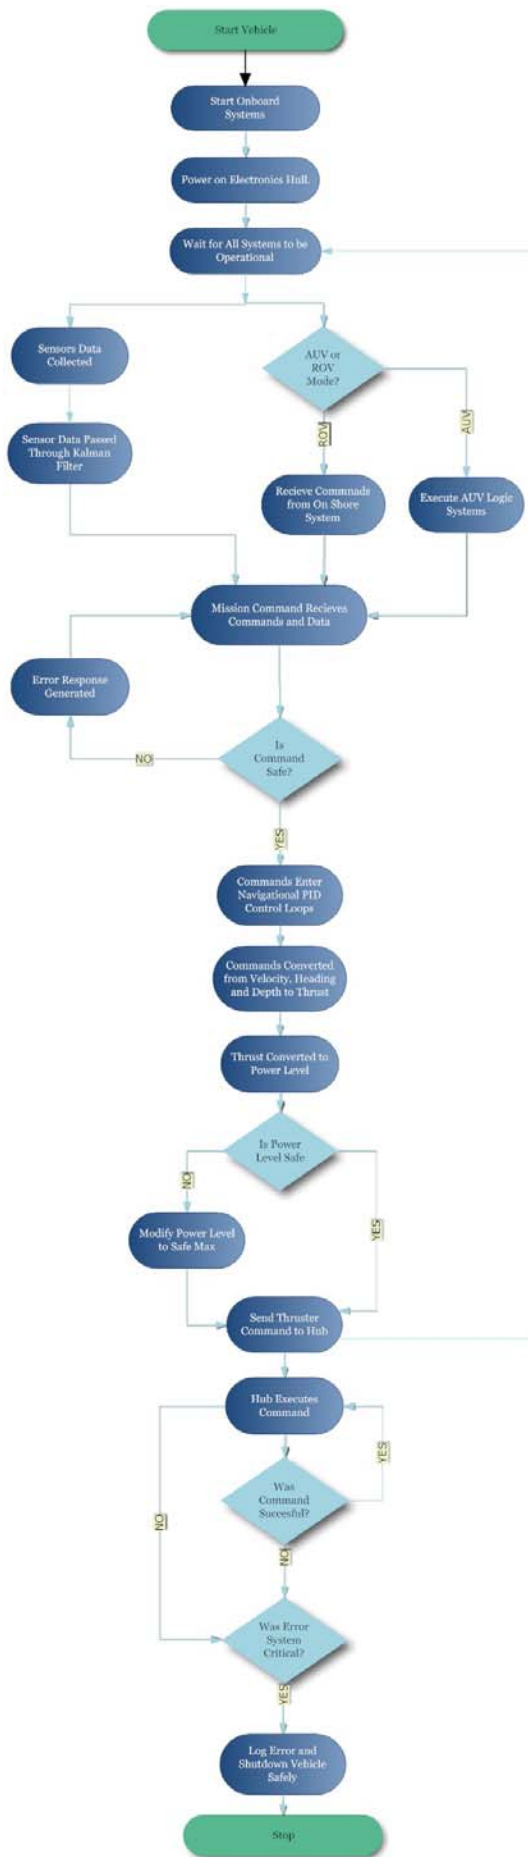 Start Vehicle
Start Onboard
Systems
Power on Electronics Hull
Wait for All Systems to be
Operational
Sensors Data
Collected
AUV or
ROV
Mode?
ROV
AUV
Sensor Data Passed
Through Kalman
Filter
Recieve Commnads
from On Shore
System
Execute AUV Logic
Systems
Mission Command Recieves
Commands and Data
Error Response
Generated
Is
Command
Safe?
NO
YES
Commands Enter
Navigational PID
Control Loops
Commands Converted
from Velocity, Heading
and Depth to Thrust
Thrust Converted to
Power Level
Is Power
Level Safe
NO
YES
Modify Power Level
to Safe Max
Send Thruster
Command to Hub
Hub Executes
Command
YES
Was
Command
Succesful?
NO
NO
Was Error
System
Critical?
YES
Log Error and
Shutdown Vehicle
Safely
Stop